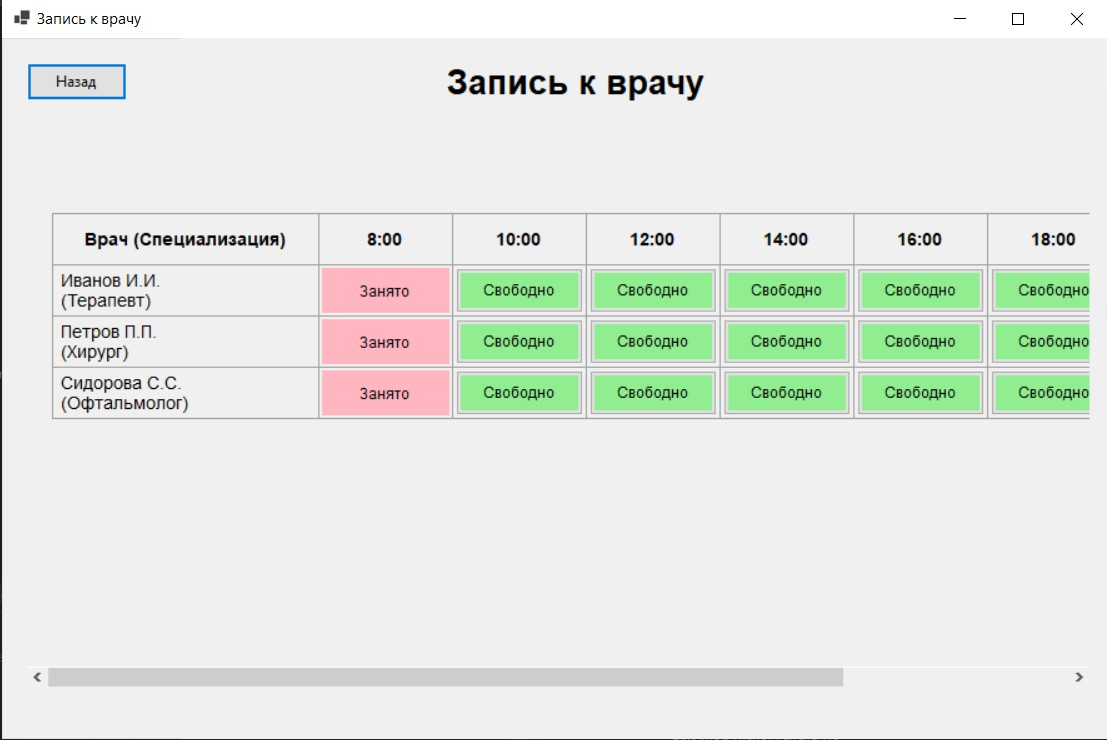 Запись к врачу
Назад
Запись к врачу
Врач (Специализация) 8:00 10:00 12:00 14:00 16:00 18:00
Иванов И.И.
(Терапевт)
Занято Свободно Свободно Свободно Свободно Свободно
Петров П.П.
(Хирург)
Занято Свободно Свободно Свободно Свободно Свободно
Сидорова С.С.
(Офтальмолог)
Занято Свободно Свободно Свободно Свободно Свободно